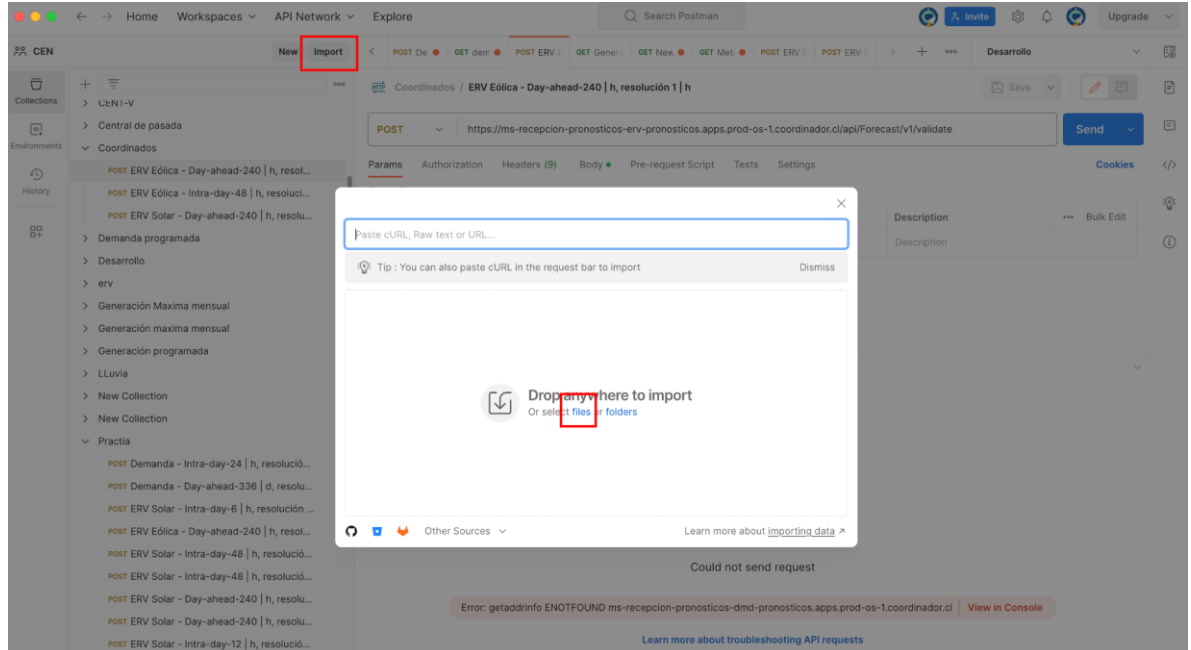 Home Workspaces API Network Explore Search Postman Invite Upgrade
CEN New Import POST De GET dem POST ERV GET Genera GET New GET Met POST ERV E POST ERV S Desarrollo
Collections
Environments
History
CENT-V
Central de pasada
Coordinados
POST ERV Eólica - Day-ahead-240 | h, resol...
POST ERV Eólica - Intra-day-48 | h, resoluci...
POST ERV Solar - Day-ahead-240 | h, resolu...
Demanda programada
Desarrollo
erv
Generación Maxima mensual
Generación maxima mensual
Generación programada
LLuvia
New Collection
New Collection
Practia
POST Demanda - Intra-day-24 | h, resolució...
POST Demanda - Day-ahead-336 | d, resolu...
POST ERV Solar - Intra-day-6 | h, resolución ...
POST ERV Eólica - Day-ahead-240 | h, resol...
POST ERV Solar - Intra-day-48 | h, resolució...
POST ERV Solar - Intra-day-48 | h, resolució...
POST ERV Solar - Day-ahead-240 | h, resolu...
POST ERV Solar - Day-ahead-240 | h, resolu...
POST ERV Solar - Intra-day-12 | h, resolució...
Coordinados / ERV Eólica - Day-ahead-240 | h, resolución 1 | h Save
POST https://ms-recepcion-pronosticos-erv-pronosticos.apps.prod-os-1.coordinador.cl/api/Forecast/v1/validate Send
Params Authorization Headers (9) Body Pre-request Script Tests Settings Cookies
Description Bulk Edit
Description
Paste cURL, Raw text or URL...
Tip : You can also paste cURL in the request bar to import Dismiss
Drop anywhere to import
Or select files or folders
Other Sources Learn more about importing data
Could not send request
Error: getaddrinfo ENOTFOUND ms-recepcion-pronosticos-dmd-pronosticos.apps.prod-os-1.coordinador.cl View in Console
Learn more about troubleshooting API requests